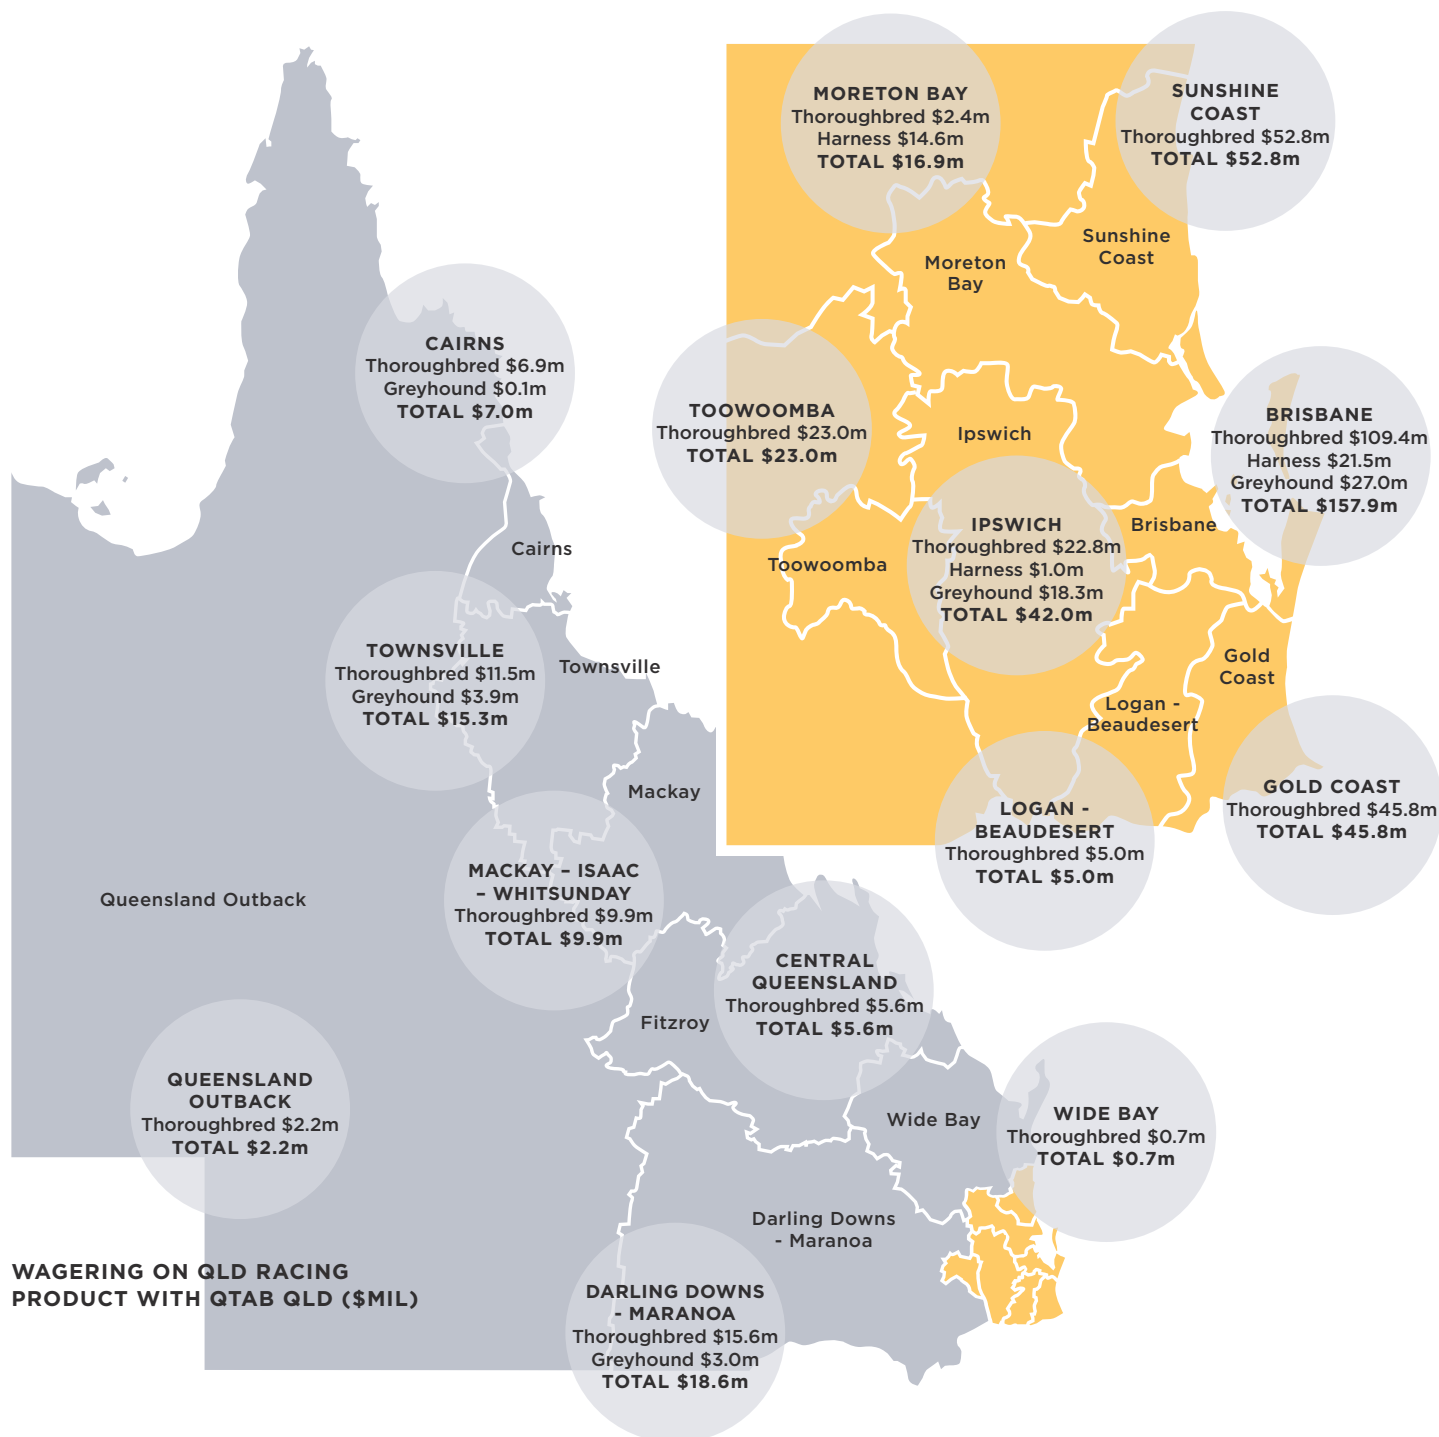 MORETON BAY
Thoroughbred $2.4m
Harness $14.6m
TOTAL $16.9m
SUNSHINE
COAST
Thoroughbred $52.8m
TOTAL $52.8m
Sunshine
Coast
Moreton
Bay
CAIRNS
Thoroughbred $6.9m
Greyhound $0.1m
TOTAL $7.0m
TOOWOOMBA
Thoroughbred $23.0m
TOTAL $23.0m
Ipswich
BRISBANE
Thoroughbred $109.4m
Harness $21.5m
Greyhound $27.0m
TOTAL $157.9m
IPSWICH
Thoroughbred $22.8m
Harness $1.0m
Greyhound $18.3m
TOTAL $42.0m
Brisbane
Cairns
Toowoomba
TOWNSVILLE
Thoroughbred $11.5m
Greyhound $3.9m
TOTAL $15.3m
Townsville
Gold
Coast
Logan -
Beaudesert
Mackay
GOLD COAST
Thoroughbred $45.8m
TOTAL $45.8m
LOGAN -
BEAUDESERT
Thoroughbred $5.0m
TOTAL $5.0m
MACKAY – ISAAC
– WHITSUNDAY
Thoroughbred $9.9m
TOTAL $9.9m
Queensland Outback
CENTRAL
QUEENSLAND
Thoroughbred $5.6m
TOTAL $5.6m
Fitzroy
QUEENSLAND
OUTBACK
Thoroughbred $2.2m
TOTAL $2.2m
Wide Bay
WIDE BAY
Thoroughbred $0.7m
TOTAL $0.7m
Darling Downs
- Maranoa
WAGERING ON QLD RACING
PRODUCT WITH QTAB QLD ($MIL)
DARLING DOWNS
- MARANOA
Thoroughbred $15.6m
Greyhound $3.0m
TOTAL $18.6m